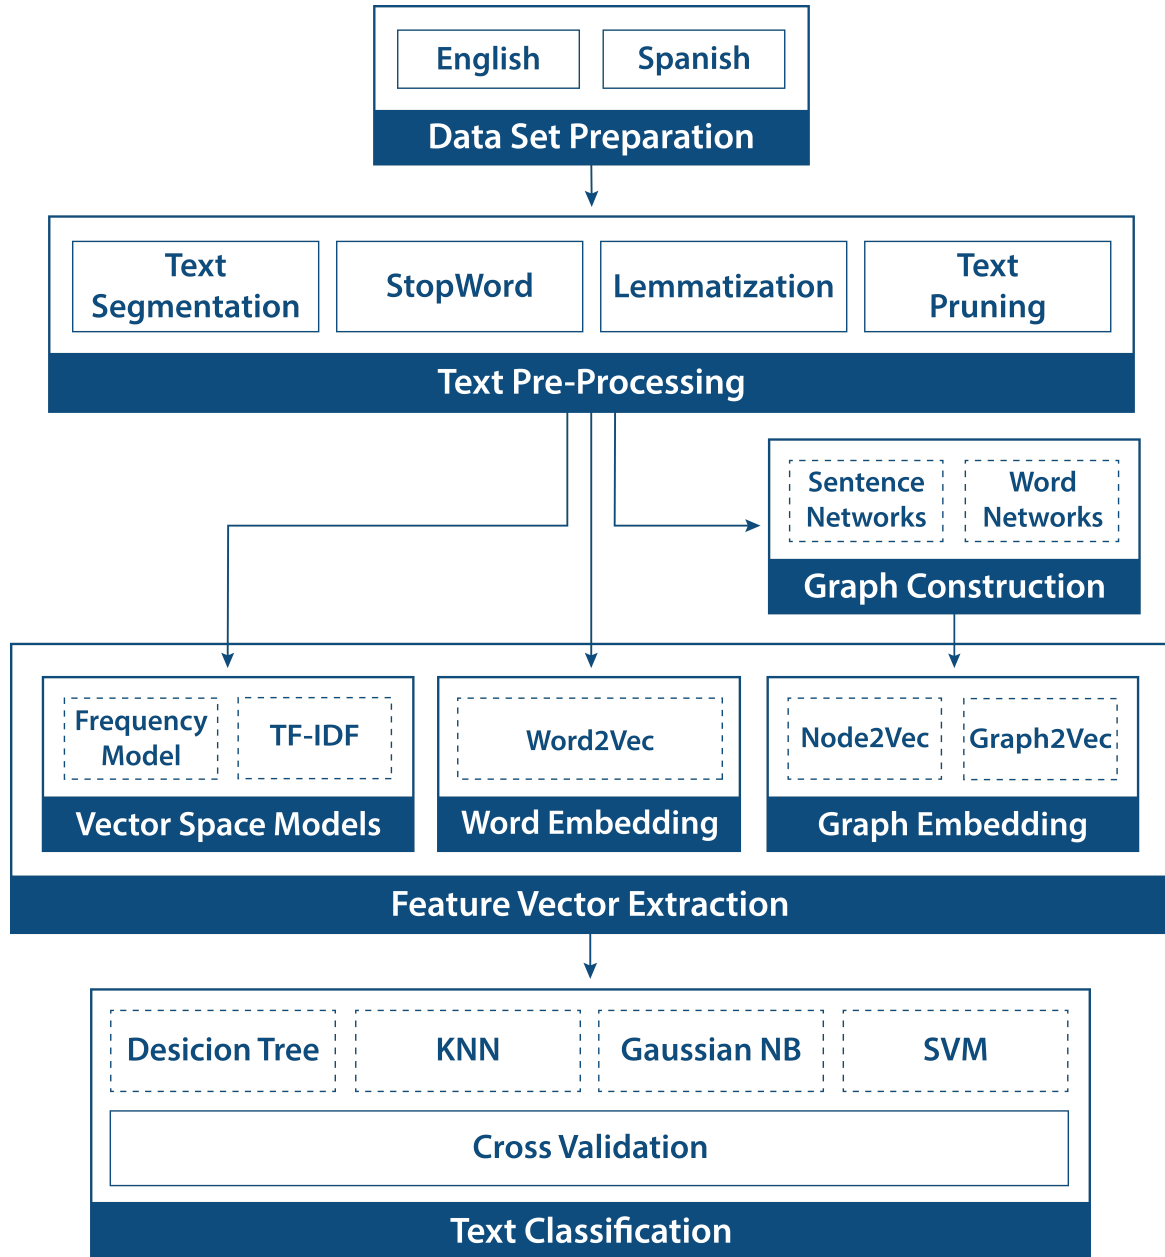 English
Spanish
Data Set Preparation
Text
Segmentation
StopWord
Lemmatization
Text
Pruning
Text Pre-Processing
Sentence
Networks
Word
Networks
Graph Construction
Frequency
Model
TF-IDF
Vector Space Models
Word2Vec
Word Embedding
Node2Vec
Graph2Vec
Graph Embedding
Feature Vector Extraction
Desicion Tree
KNN
Gaussian NB
SVM
Cross Validation
Text Classification